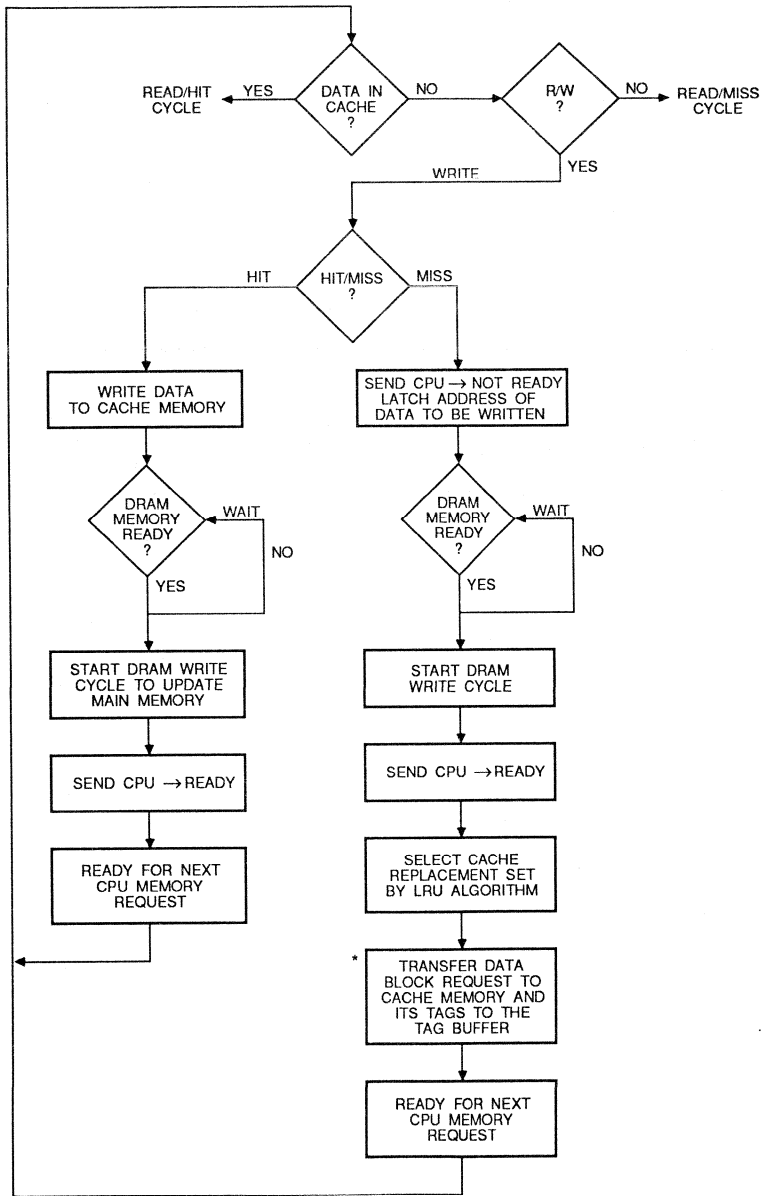 READ/HIT
CYCLE
YES
DATA IN
CACHE
?
NO
R/W
?
NO
READ/MISS
CYCLE
YES
WRITE
HIT
HIT/MISS
?
MISS
WRITE DATA
TO CACHE MEMORY
DRAM
MEMORY
READY
?
WAIT
NO
YES
START DRAM WRITE
CYCLE TO UPDATE
MAIN MEMORY
SEND CPU → READY
READY FOR NEXT
CPU MEMORY
REQUEST
SEND CPU → NOT READY
LATCH ADDRESS OF
DATA TO BE WRITTEN
DRAM
MEMORY
READY
?
WAIT
NO
YES
START DRAM
WRITE CYCLE
SEND CPU → READY
SELECT CACHE
REPLACEMENT SET
BY LRU ALGORITHM
*
TRANSFER DATA
BLOCK REQUEST TO
CACHE MEMORY AND
ITS TAGS TO THE
TAG BUFFER
READY FOR NEXT
CPU MEMORY
REQUEST